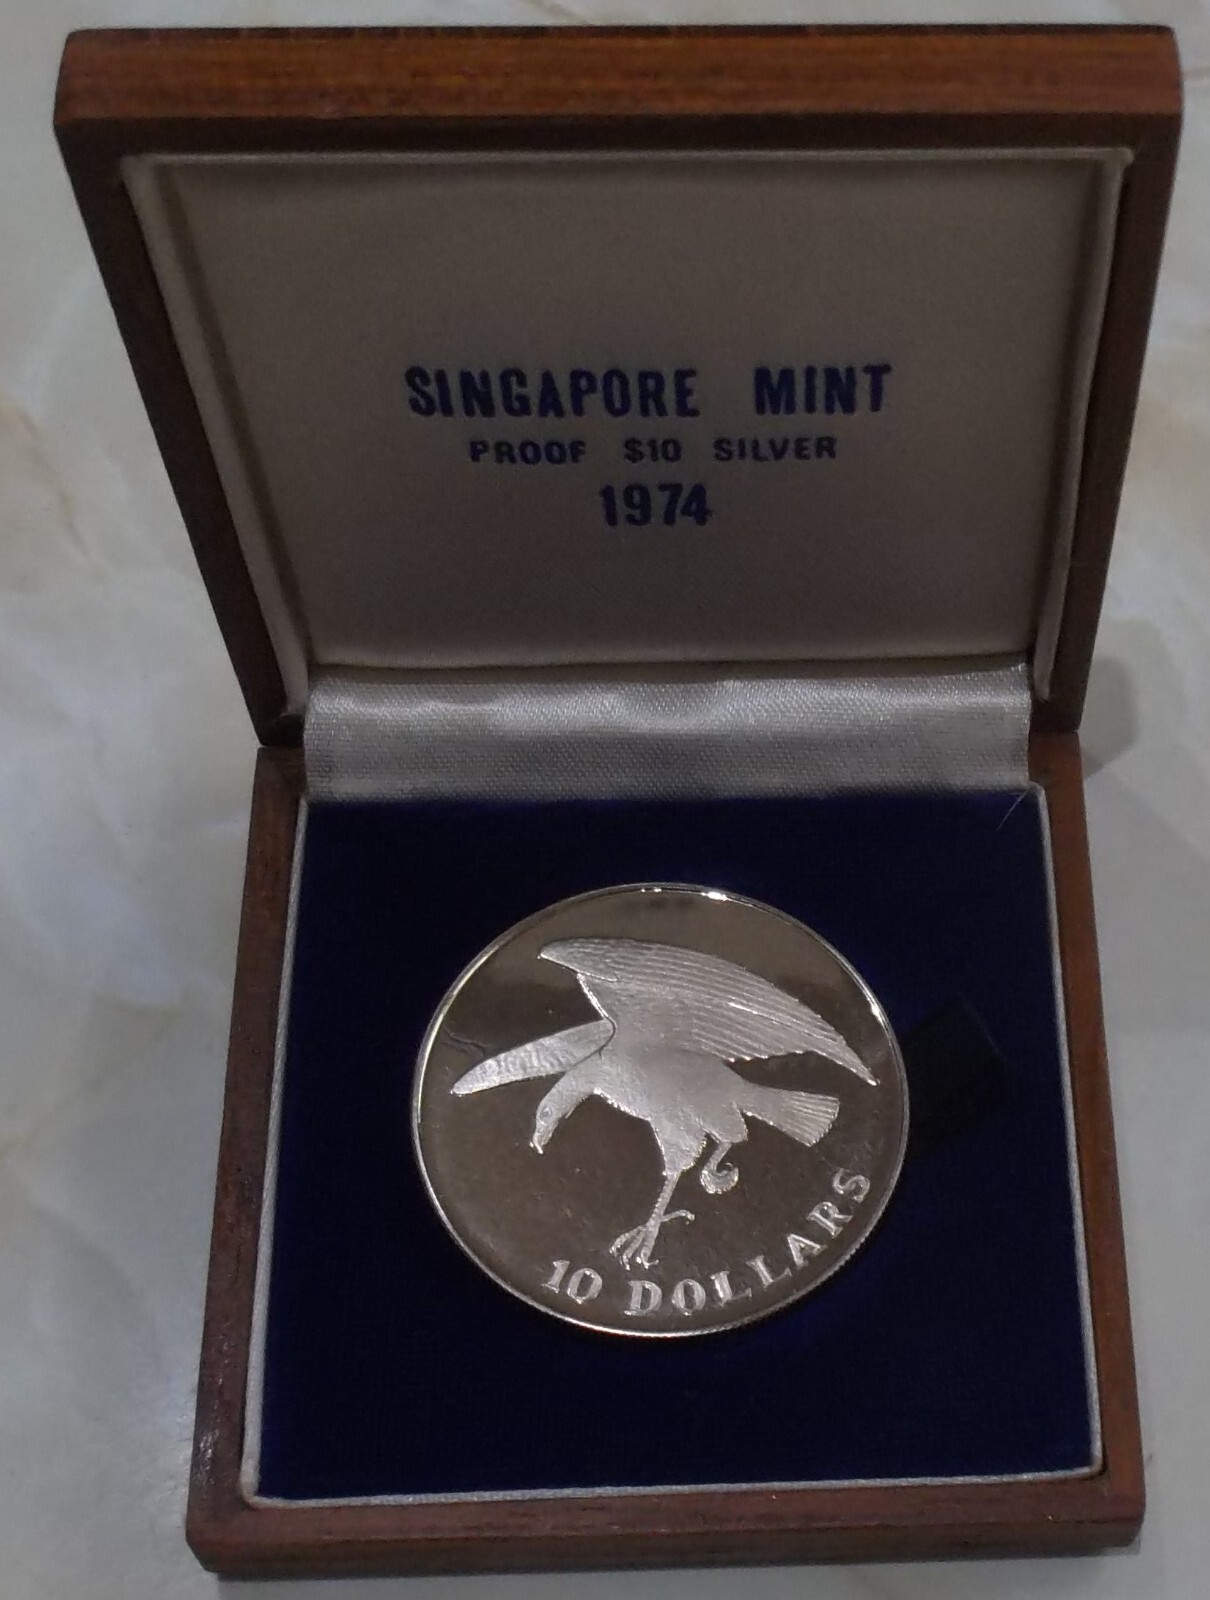 SINGAPORE MINT
PROOF $10 SILVER
1974
10 DOLLARS